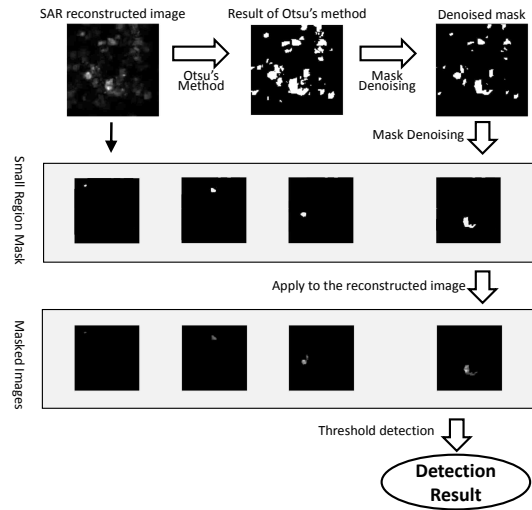 SAR reconstructed image
Result of Otsu's method
Denoised mask
Otsu's
Method
Mask
Denoising
Mask Denoising
Small Region Mask
Apply to the reconstructed image
Masked Images
Threshold detection
Detection
Result